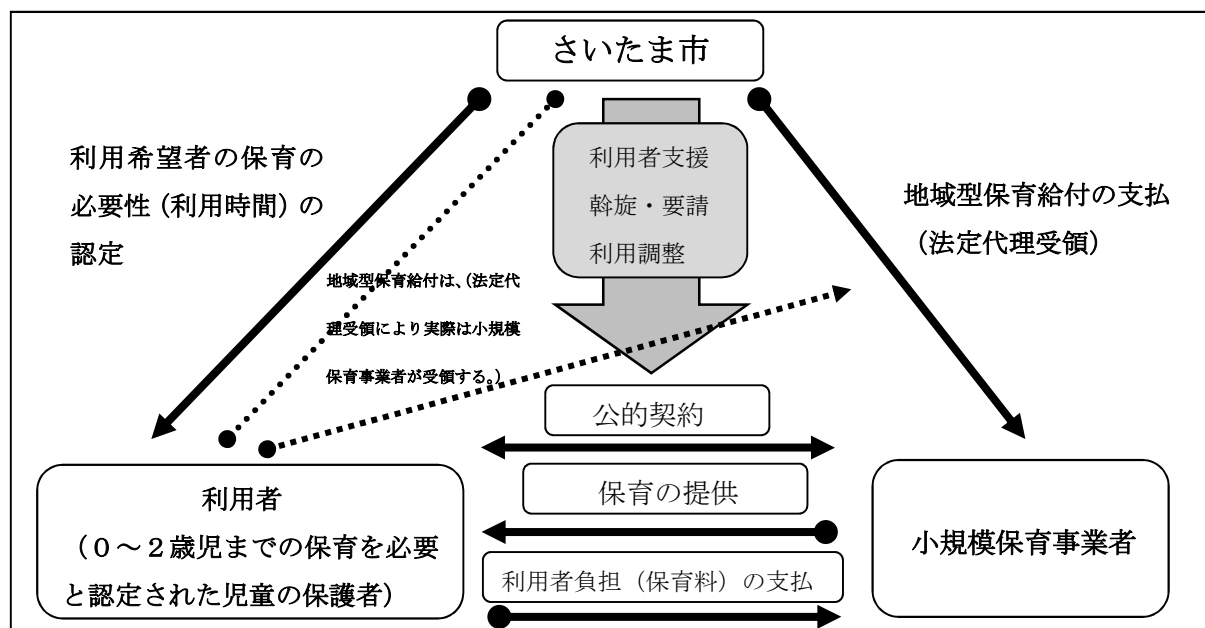 さいたま市
利用希望者の保育の
必要性（利用時間）の
認定
利用者支援
斡旋・要請
利用調整
地域型保育給付の支払
（法定代理受領）
地域型保育給付は、（法定代
理受領により実際は小規模
保育事業者が受領する。）
公的契約
保育の提供
利用者負担（保育料）の支払
利用者
（０～２歳児までの保育を必要
と認定された児童の保護者）
小規模保育事業者